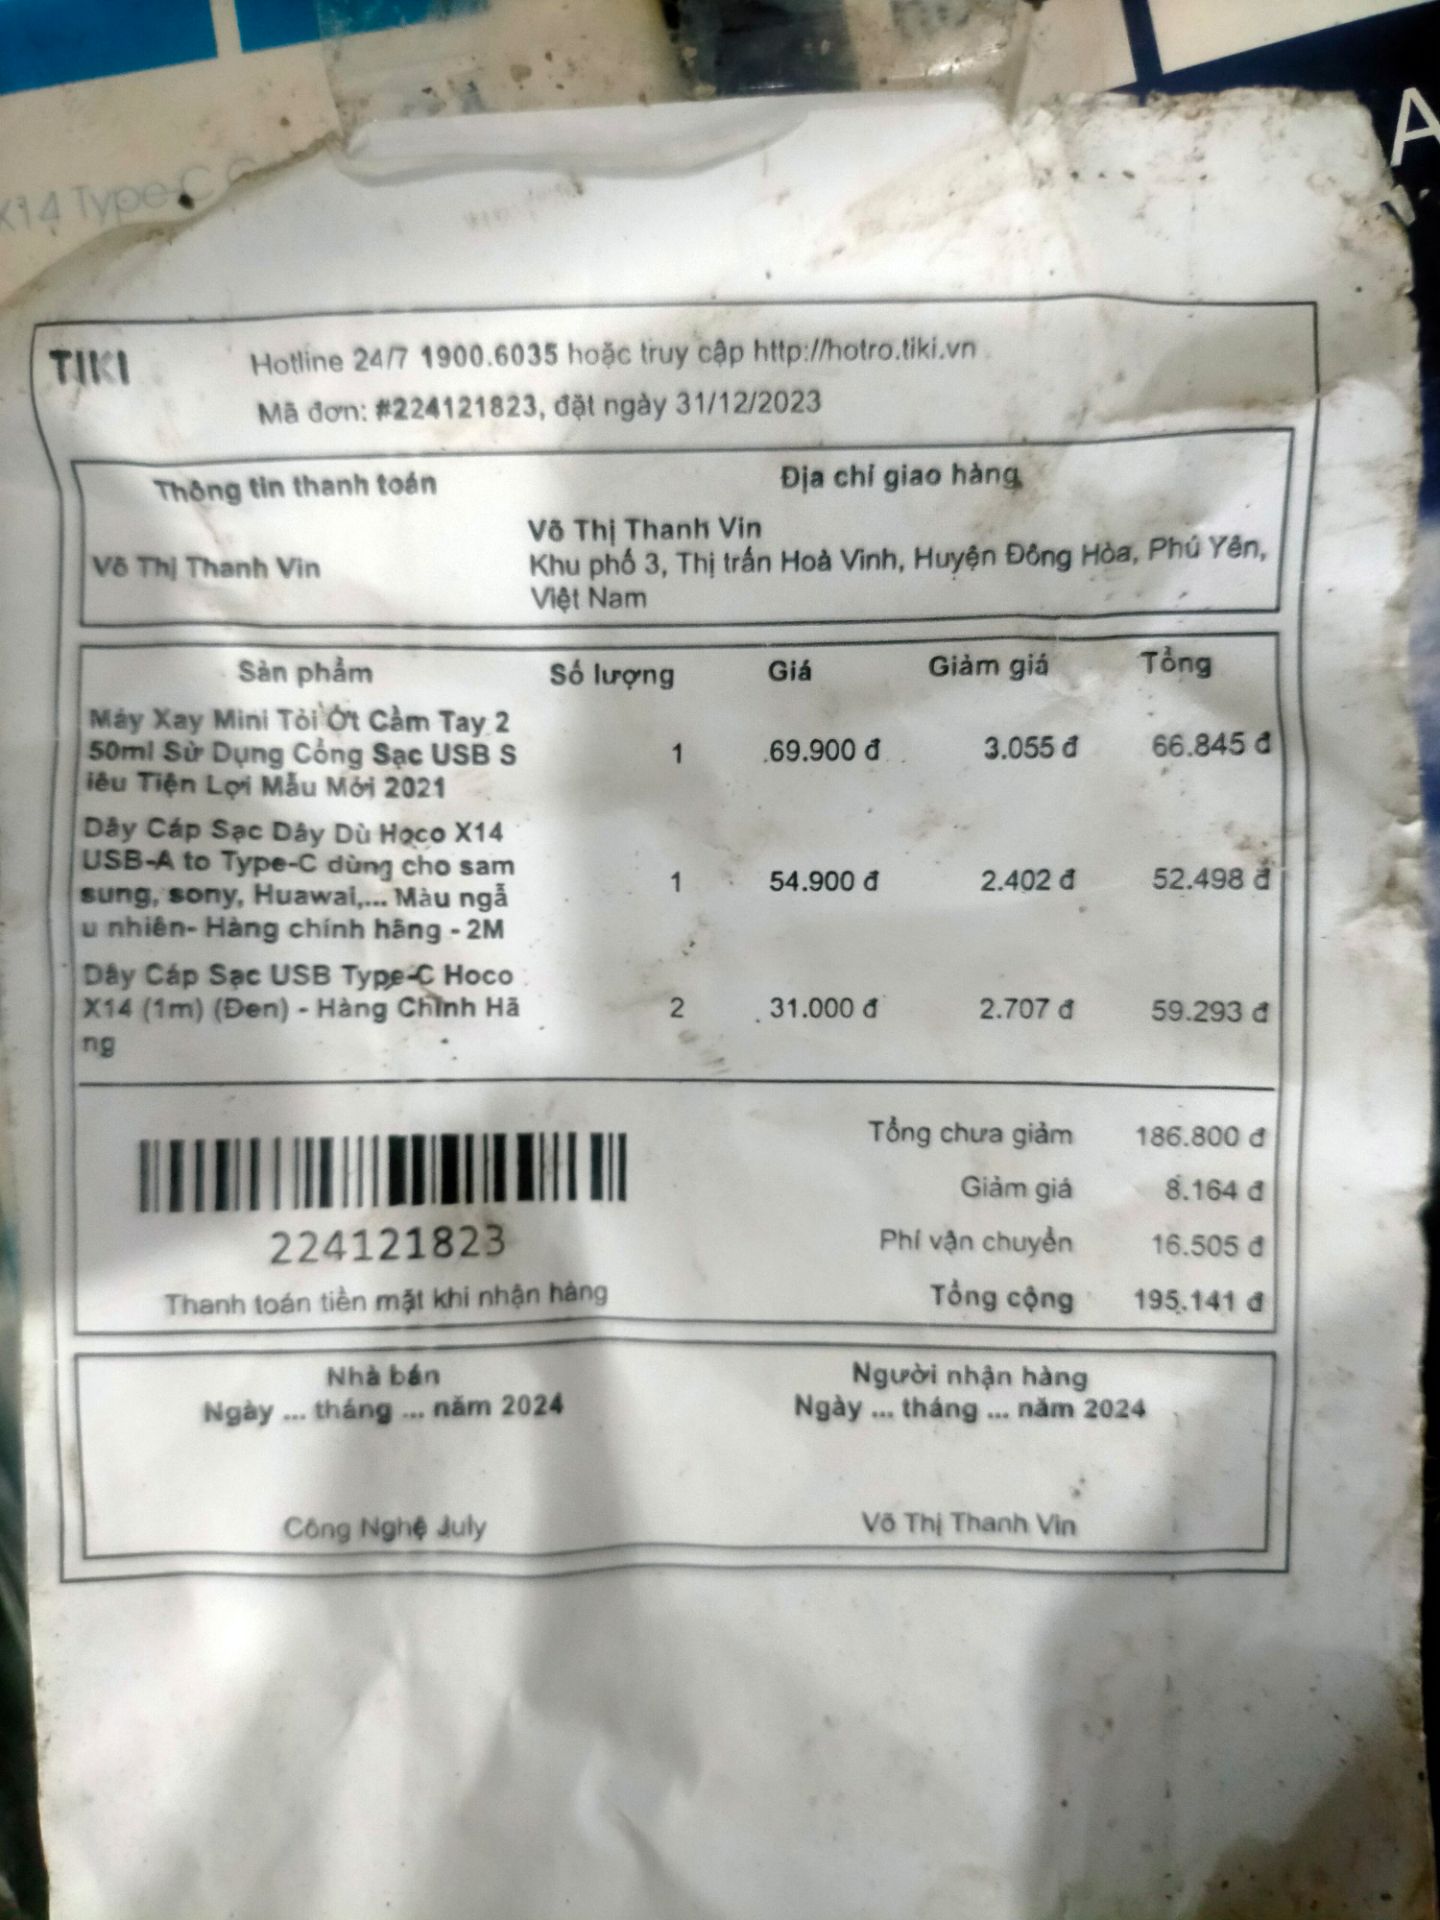 X14 Type-C
A
TIKI
Hotline 24/7 1900.6035 hoặc truy cập http://hotro.tiki.vn
Mã đơn: #224121823, đặt ngày 31/12/2023
Thông tin thanh toán
Địa chỉ giao hàng
Võ Thị Thanh Vin
Võ Thị Thanh Vin
Khu phố 3, Thị trấn Hoà Vinh, Huyện Đông Hòa, Phú Yên,
Việt Nam
Sản phẩm Số lượng Giá Giảm giá Tổng
Máy Xay Mini Tỏi Ớt Cầm Tay 2
50ml Sử Dụng Cổng Sạc USB S 1 69.900 đ 3.055 đ 66.845 đ
iêu Tiện Lợi Mẫu Mới 2021
Dây Cáp Sạc Dây Dù Hoco X14
USB-A to Type-C dùng cho sam
sung, sony, Huawai,... Màu ngẫ 1 54.900 đ 2.402 đ 52.498 đ
u nhiên- Hàng chính hãng - 2M
Dây Cáp Sạc USB Type-C Hoco
X14 (1m) (Đen) - Hàng Chính Hã 2 31.000 đ 2.707 đ 59.293 đ
ng
Tổng chưa giảm 186.800 đ
Giảm giá 8.164 đ
Phí vận chuyển 16.505 đ
Tổng cộng 195.141 đ
224121823
Thanh toán tiền mặt khi nhận hàng
Nhà bán
Ngày ... tháng ... năm 2024
Công Nghệ July
Người nhận hàng
Ngày ... tháng ... năm 2024
Võ Thị Thanh Vin